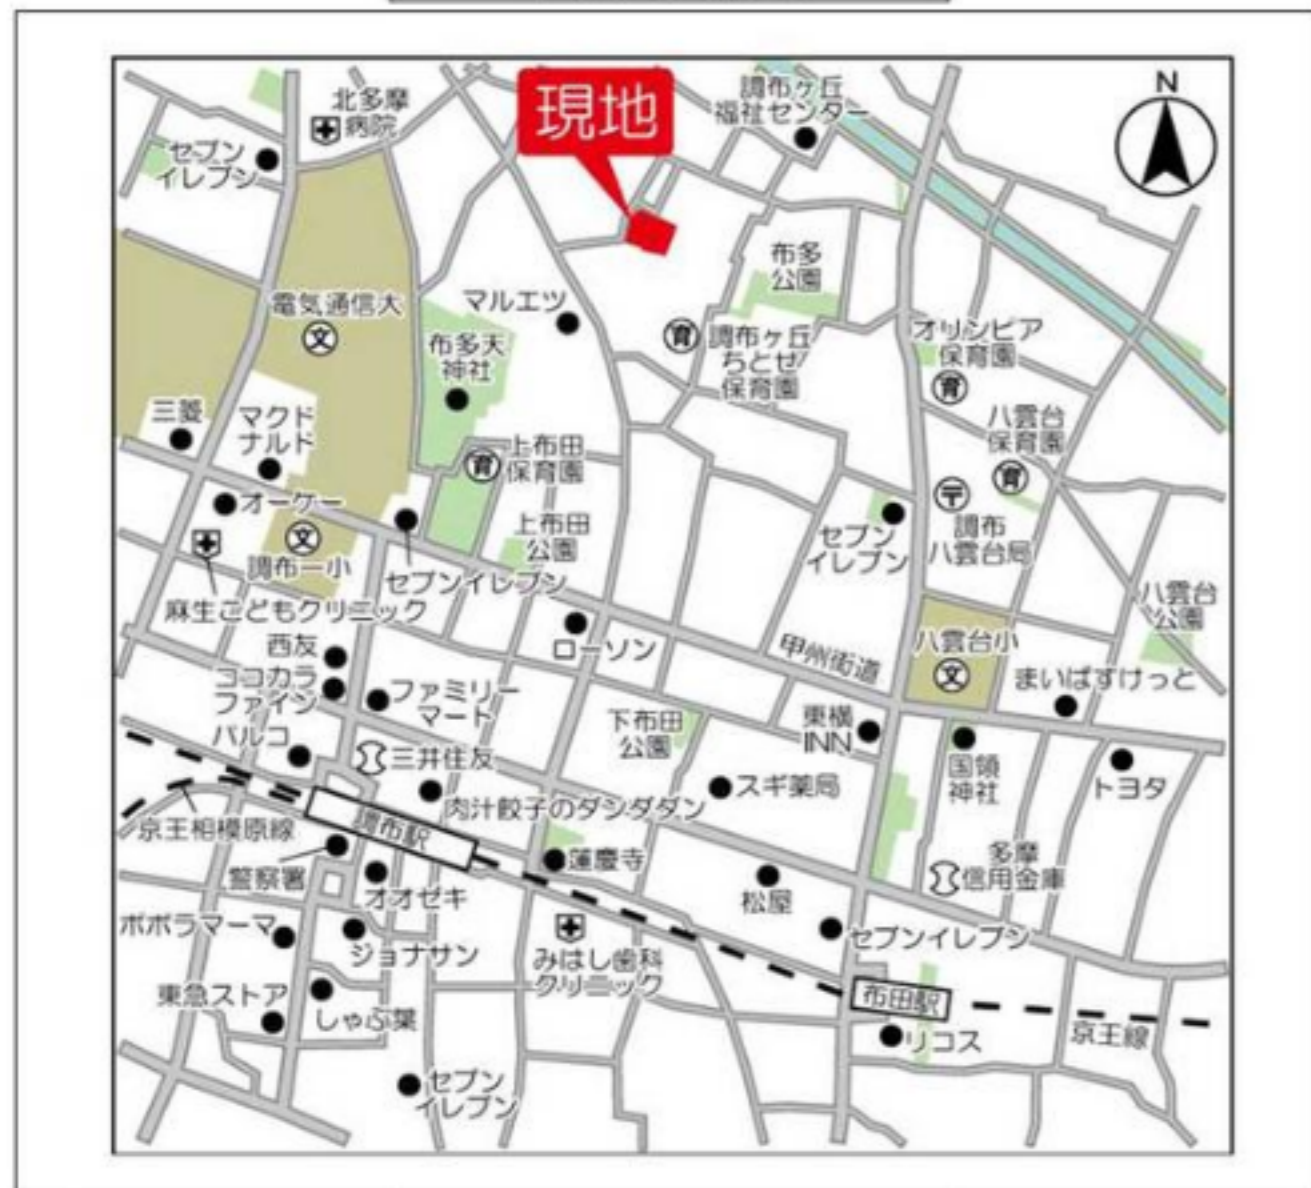 N
現地
調布ヶ丘
福祉センター
北多摩
病院
セブン
イレブン
布多
公園
電気通信大
文
マルエツ
布多天
神社
育
調布ヶ丘
ちとせ
保育園
オリンピア
保育園
育
三菱
マクド
ナルド
八雲台
保育園
育
上布田
保育園
育
オーケー
〒
調布
八雲台局
上布田
公園
セブン
イレブン
文
調布一小
セブンイレブン
麻生こどもクリニック
八雲台
公園
ローソン
甲州街道
八雲台小
文
西友
ココカラ
ファイン
ファミリー
マート
まいばすけっと
パルコ
下布田
公園
東横
INN
三井住友
国領
神社
スギ薬局
トヨタ
肉汁餃子のダンダダン
京王相模原線
調布駅
蓮慶寺
多摩
信用金庫
警察署
オオゼキ
松屋
ポポラマーマ
ジョナサン
みはし歯科
クリニック
セブンイレブン
東急ストア
しゃぶ葉
布田駅
リコス
京王線
セブン
イレブン